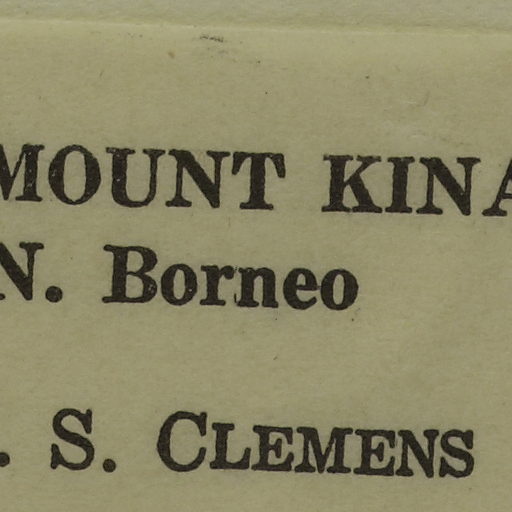 MOUNT KINA
N. Borneo
. S. CLEMENS